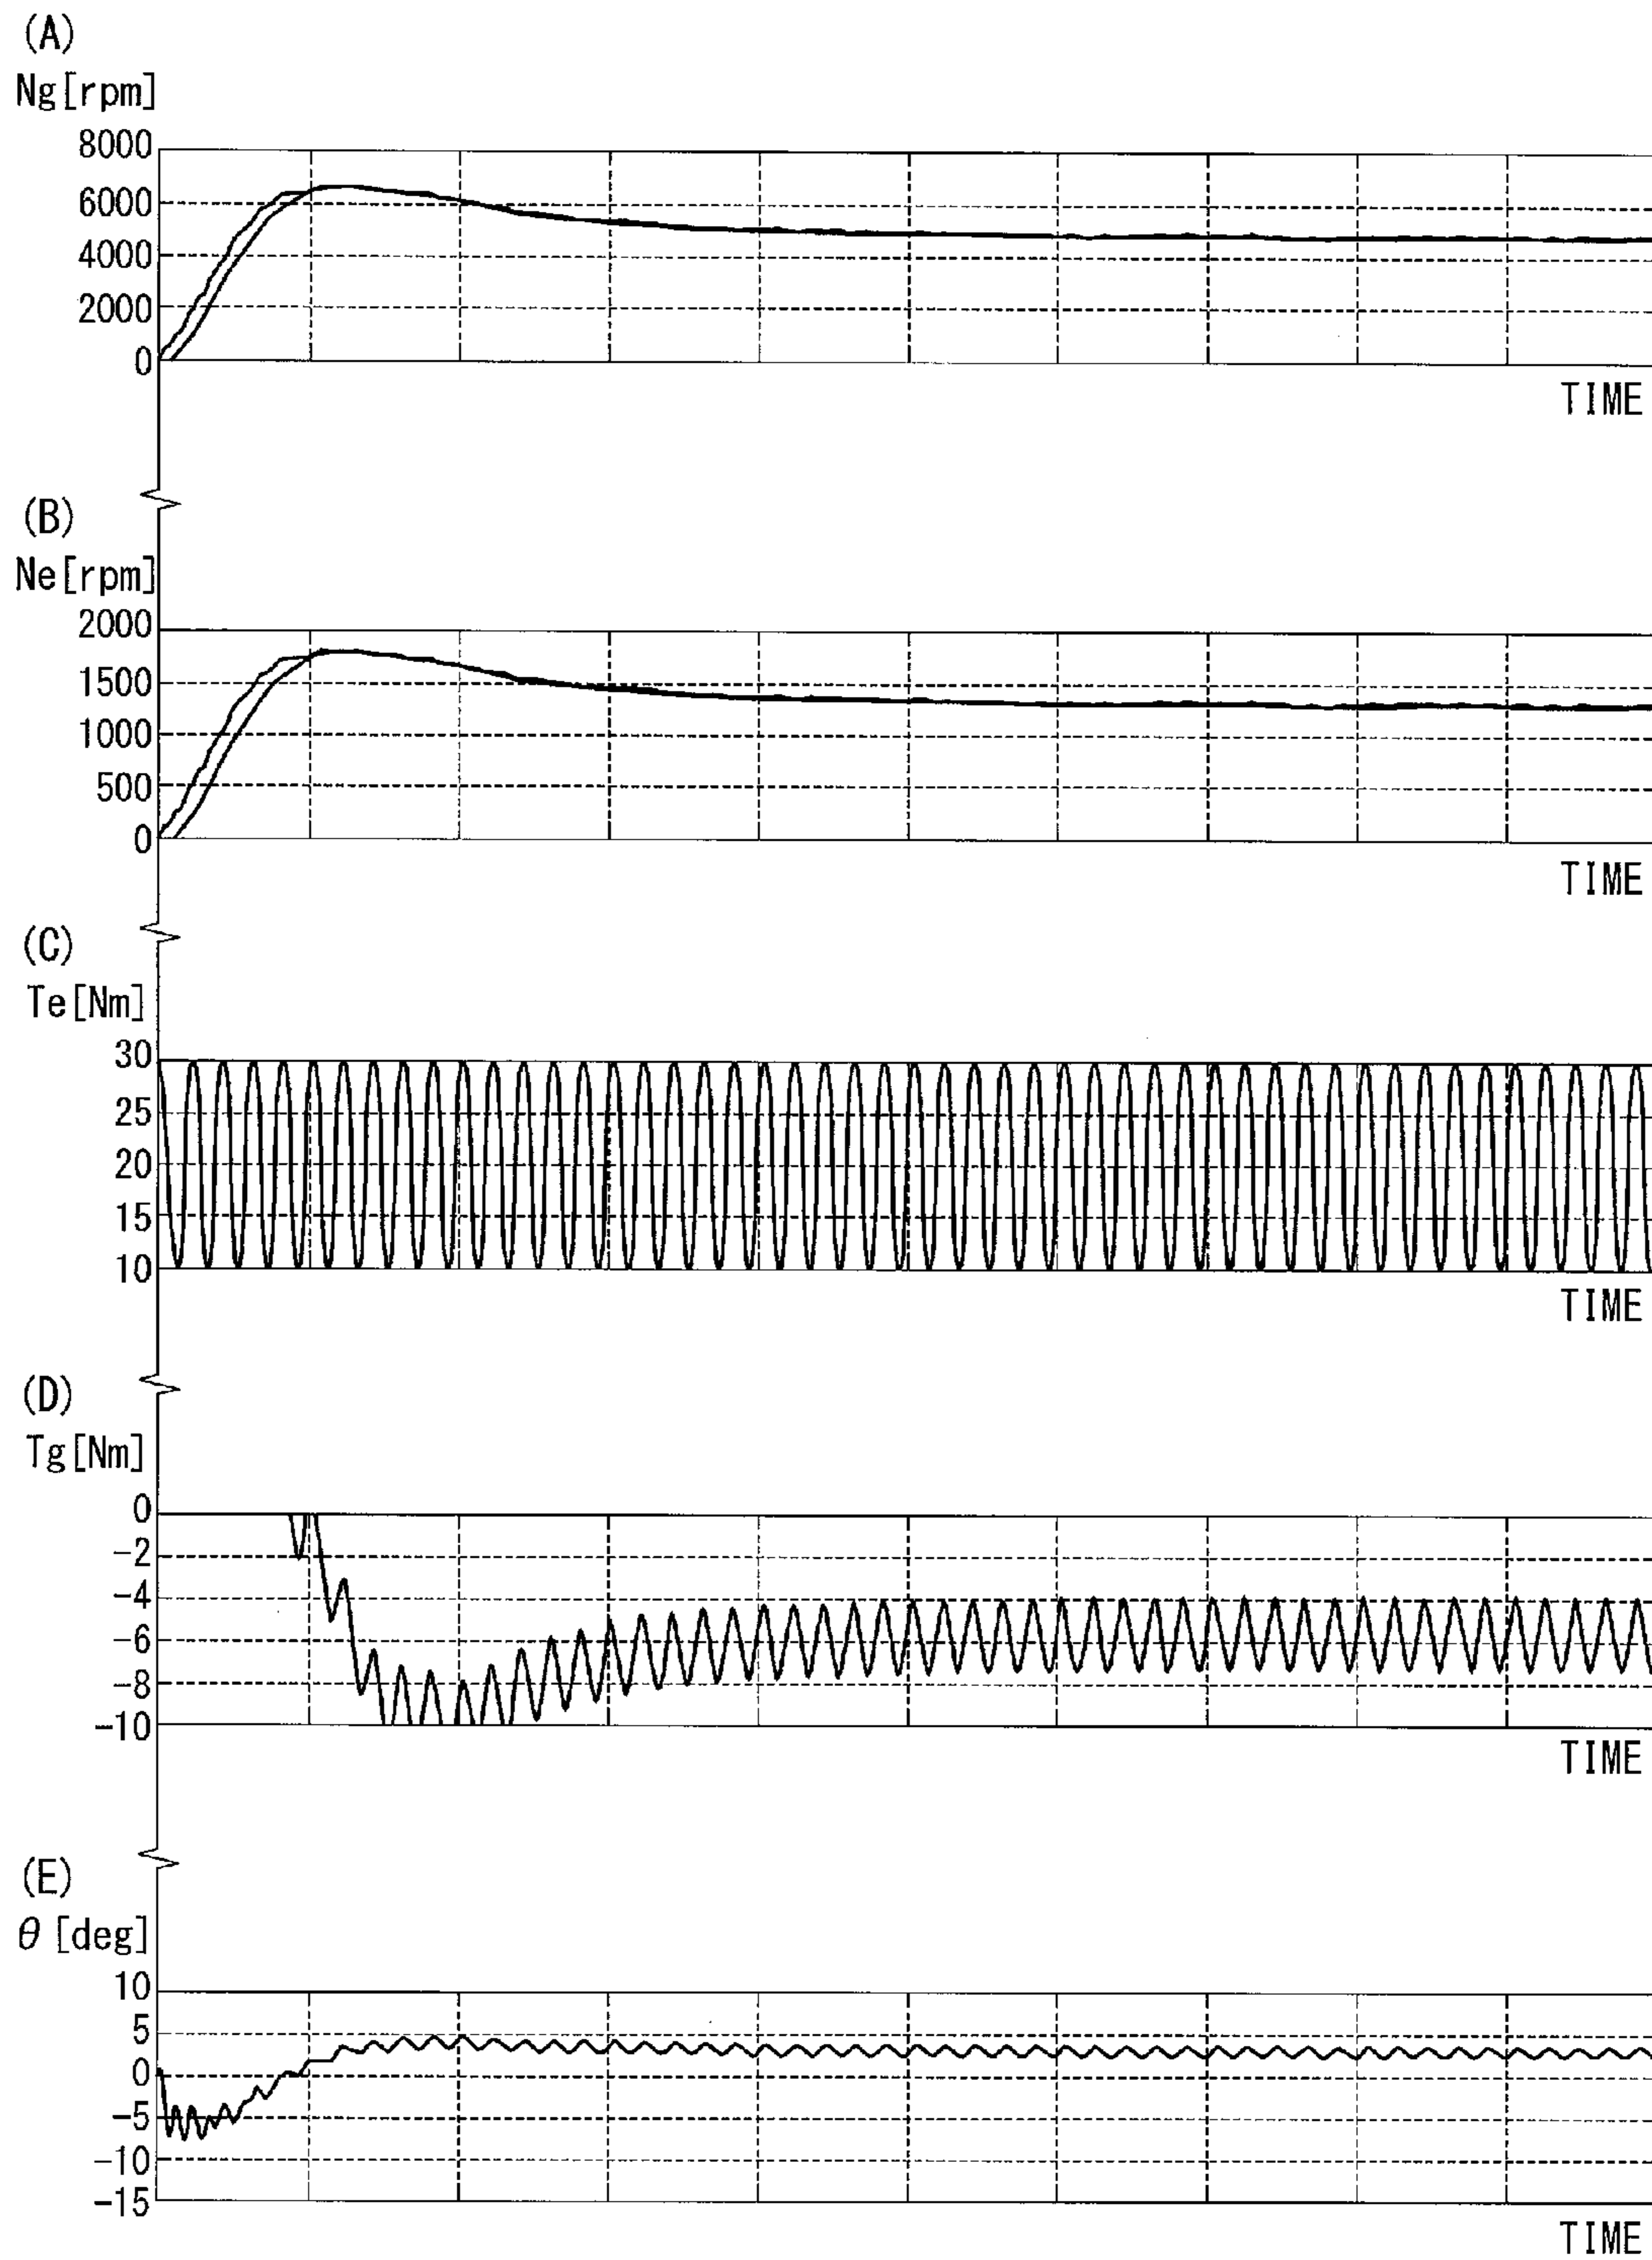 (A)
Ng[rpm]
8000
6000
4000
2000
0
TIME
(B)
Ne[rpm]
2000
1500
1000
500
0
TIME
(C)
Te[Nm]
30
25
20
15
10
TIME
(D)
Tg[Nm]
0
-2
-4
-6
-8
-10
TIME
(E)
θ [deg]
10
5
0
-5
-10
-15
TIME